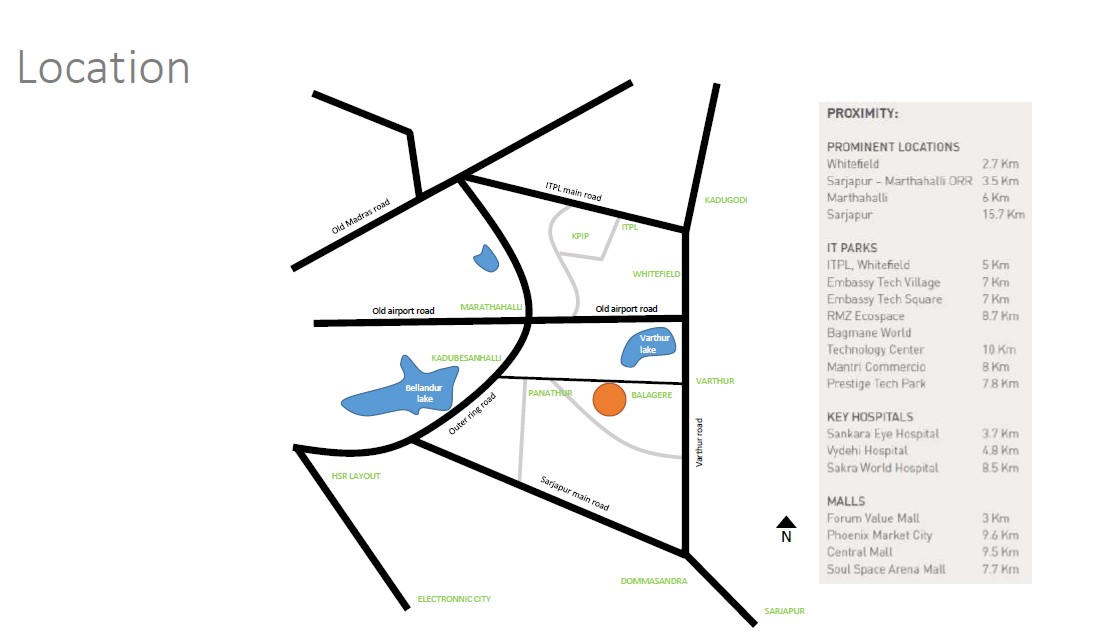 Location
Old Madras road
ITPL main road
KADUGODI
ITPL
KPIP
WHITEFIELD
MARATHAHALLI
Old airport road
Old airport road
Varthur
lake
KADUBESANHALLI
Bellandur
lake
PANATHUR
BALAGERE
VARTHUR
Outer ring road
Varthur road
HSR LAYOUT
Sarjapur main road
N
DOMMASANDRA
ELECTRONNIC CITY
SARJAPUR
PROXIMITY:
PROMINENT LOCATIONS
Whitefield 2.7 Km
Sarjapur - Marthahalli ORR 3.5 Km
Marthahalli 6 Km
Sarjapur 15.7 Km
IT PARKS
ITPL, Whitefield 5 Km
Embassy Tech Village 7 Km
Embassy Tech Square 7 Km
RMZ Ecospace 8.7 Km
Bagmane World
Technology Center 10 Km
Mantri Commercio 8 Km
Prestige Tech Park 7.8 Km
KEY HOSPITALS
Sankara Eye Hospital 3.7 Km
Vydehi Hospital 4.8 Km
Sakra World Hospital 8.5 Km
MALLS
Forum Value Mall 3 Km
Phoenix Market City 9.6 Km
Central Mall 9.5 Km
Soul Space Arena Mall 7.7 Km